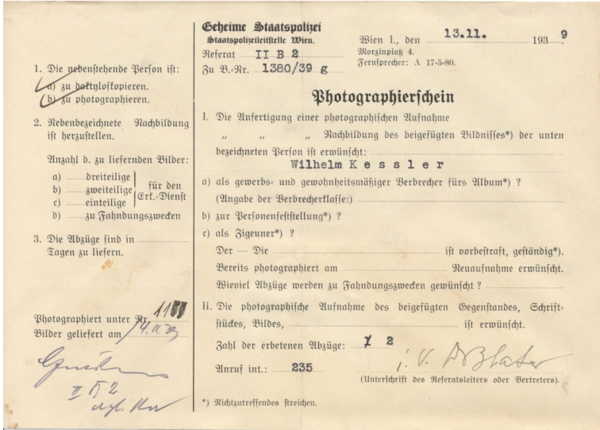 Geheime Staatspolizei
Staatspolizeileitstelle Wien.
Referat II B 2
Zu B.-Nr. 1380/39 g
Wien I., den 13.11. 1939
Morzinplatz 4.
Fernsprecher: A 17-5-80.
1. Die nebenstehende Person ist:
a) zu daktyloskopieren.
b) zu photographieren.
2. Nebenbezeichnete Nachbildung
ist herzustellen.
Anzahl d. zu liefernden Bilder:
a) dreiteilige
b) zweiteilige
c) einteilige
für den
Erk.-Dienst
d) zu Fahndungszwecken
3. Die Abzüge sind in
Tagen zu liefern.
Photographiert unter Nr.
Bilder geliefert am
II B 2
Photographierschein
I. Die Anfertigung einer photographischen Aufnahme
„ „ „ Nachbildung des beigefügten Bildnisses*) der unten
bezeichneten Person ist erwünscht:
Wilhelm Kessler
a) als gewerbs- und gewohnheitsmäßiger Verbrecher fürs Album*) ?
(Angabe der Verbrecherklasse:)
b) zur Personenfeststellung*) ?
c) als Zigeuner*) ?
Der — Die ist vorbestraft, geständig*).
Bereits photographiert am Neuaufnahme erwünscht.
Wieviel Abzüge werden zu Fahndungszwecken gewünscht?
II. Die photographische Aufnahme des beigefügten Gegenstandes, Schrift-
stückes, Bildes, ist erwünscht.
Zahl der erbetenen Abzüge: 2
Anruf int.: 235
i. V.
(Unterschrift des Referatsleiters oder Vertreters).
*) Nichtzutreffendes streichen.